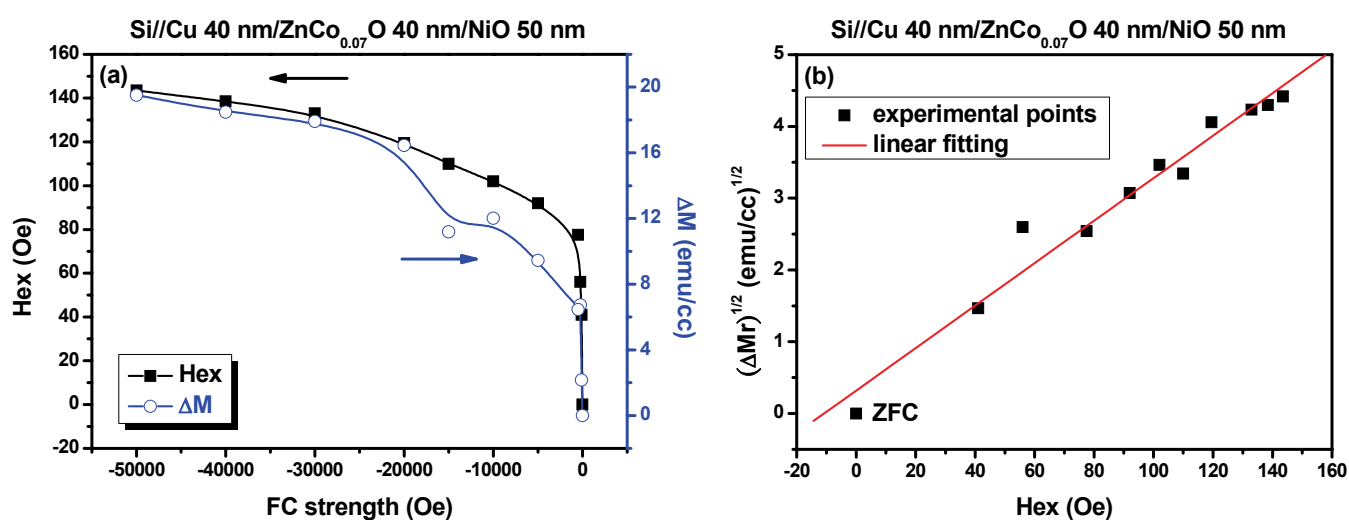 Si//Cu 40 nm/ZnCo0.07O 40 nm/NiO 50 nm
(a)
160
140
120
100
80
60
40
20
0
-20
Hex (Oe)
20
16
12
8
4
0
ΔM (emu/cc)
Hex
ΔM
-50000 -40000 -30000 -20000 -10000 0
FC strength (Oe)
Si//Cu 40 nm/ZnCo0.07O 40 nm/NiO 50 nm
(b)
5
4
3
2
1
0
(ΔMr)1/2 (emu/cc)1/2
experimental points
linear fitting
ZFC
-20 0 20 40 60 80 100 120 140 160
Hex (Oe)